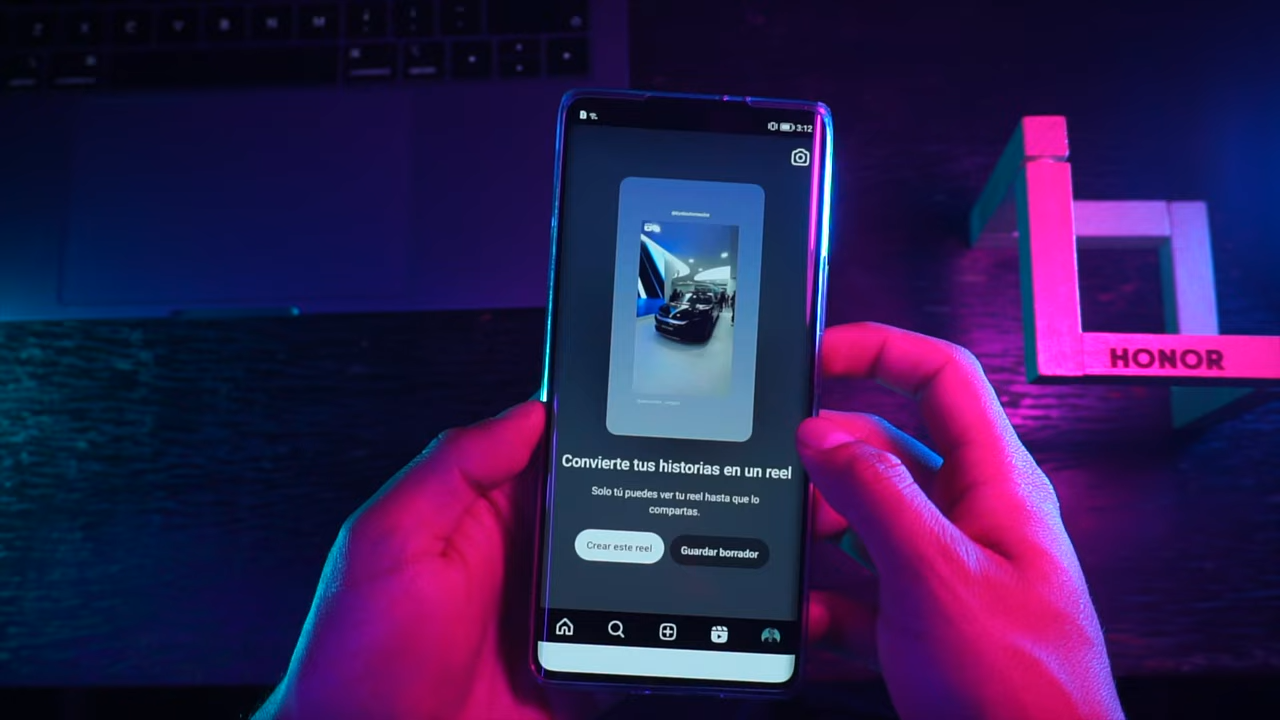 3:12
Convierte tus historias en un reel
Solo tú puedes ver tu reel hasta que lo
compartas.
Crear este reel
Guardar borrador
HONOR
Z X C V B N M